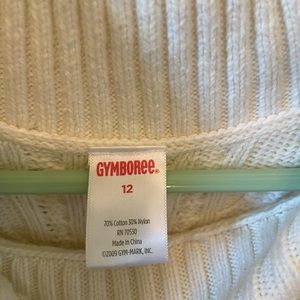 GYMBOREE®
12
70% Cotton 30% Nylon
RN 70530
Made in China
©2009 GYM-MARK, INC.